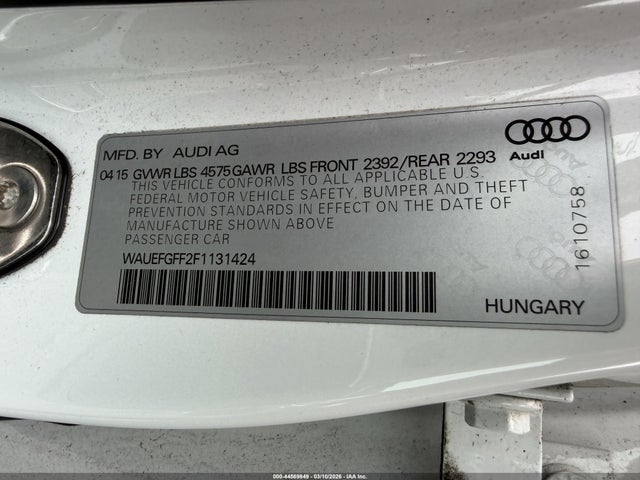 MFD. BY AUDI AG
Audi
04 15 GVWR LBS 4575 GAWR LBS FRONT 2392/REAR 2293
THIS VEHICLE CONFORMS TO ALL APPLICABLE U.S.
FEDERAL MOTOR VEHICLE SAFETY, BUMPER AND THEFT
PREVENTION STANDARDS IN EFFECT ON THE DATE OF
MANUFACTURE SHOWN ABOVE
PASSENGER CAR
WAUEFGFF2F1131424
1610758
HUNGARY
000-44569949 - 03/10/2026 - IAA Inc.